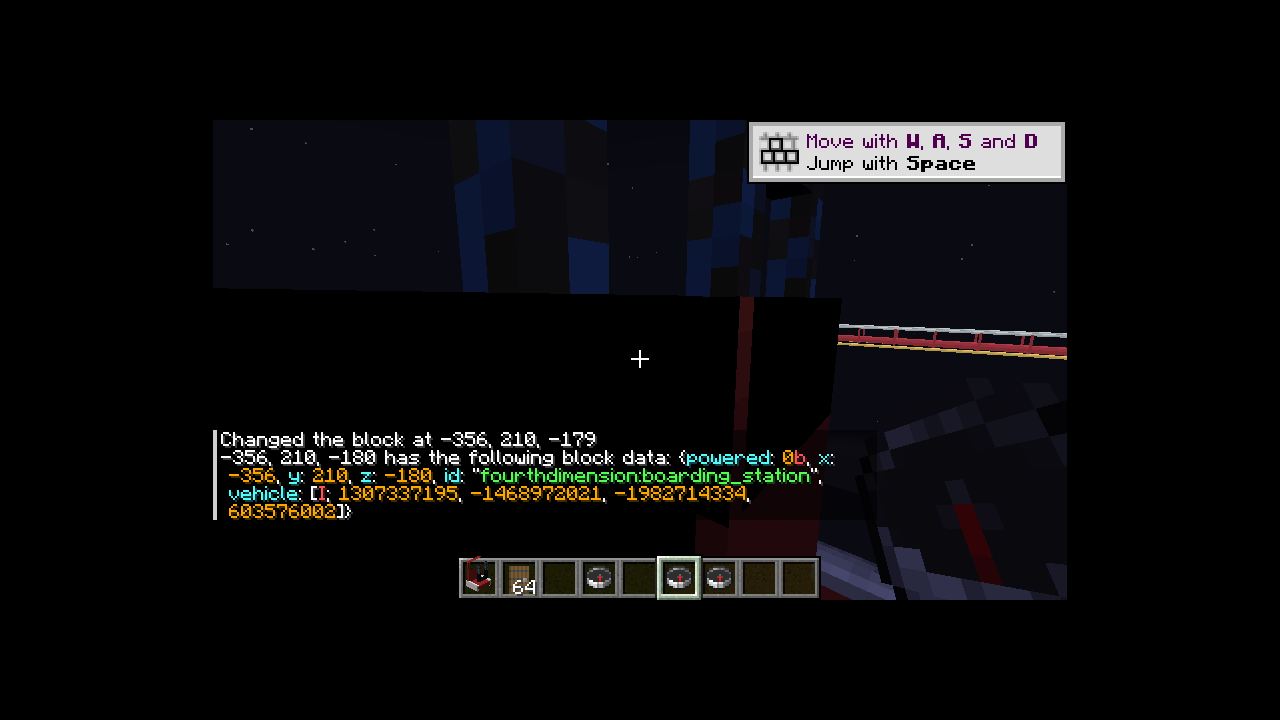 Move with W, A, S and D
Jump with Space
Changed the block at -356, 210, -179
-356, 210, -180 has the following block data: {powered: 0b, x:
-356, y: 210, z: -180, id: "fourthdimension:boarding_station",
vehicle: [I; 1307337195, -1468972021, -1982714334,
603576002]}
64